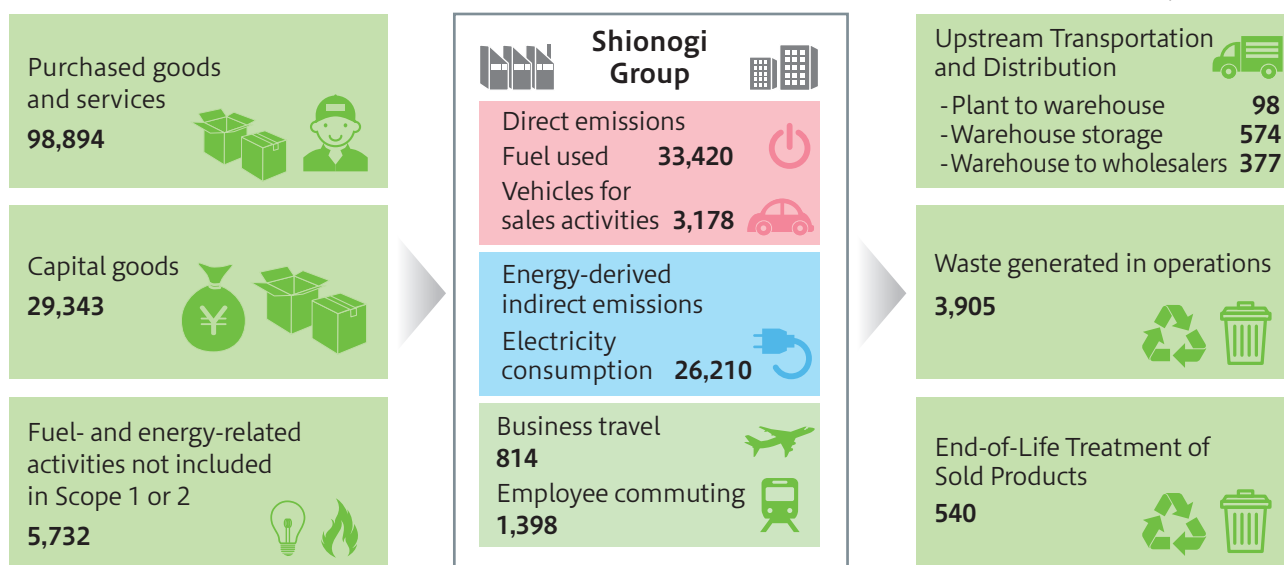 Purchased goods
and services
98,894
Capital goods
29,343
¥
Fuel- and energy-related
activities not included
in Scope 1 or 2
5,732
Shionogi
Group
Direct emissions
Fuel used 33,420
Vehicles for
sales activities 3,178
Energy-derived
indirect emissions
Electricity
consumption 26,210
Business travel
814
Employee commuting
1,398
Upstream Transportation
and Distribution
-Plant to warehouse 98
-Warehouse storage 574
-Warehouse to wholesalers 377
Waste generated in operations
3,905
End-of-Life Treatment of
Sold Products
540